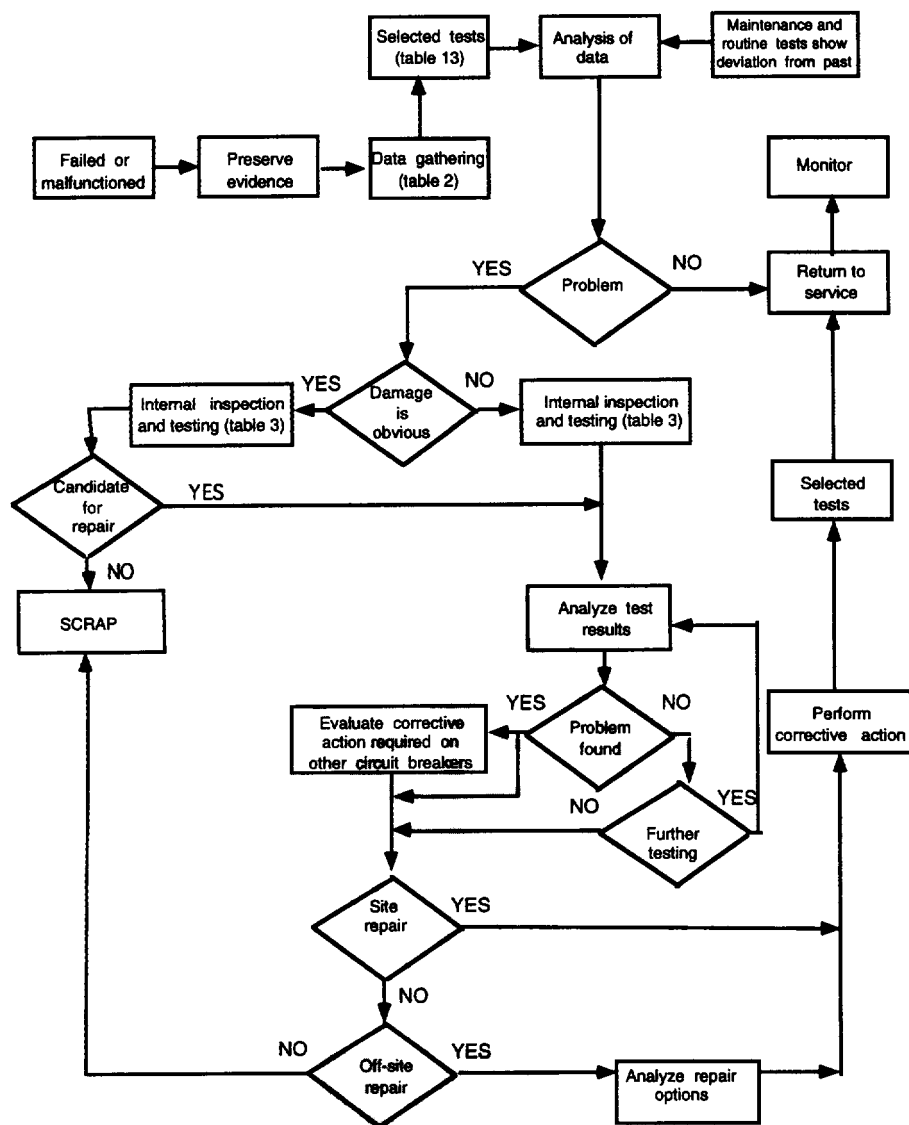 Selected tests
(table 13)
Analysis of
data
Maintenance and
routine tests show
deviation from past
Failed or
malfunctioned
Preserve
evidence
Data gathering
(table 2)
Monitor
YES
Problem
NO
Return to
service
Internal inspection
and testing (table 3)
YES
Damage
is
obvious
NO
Internal inspection
and testing (table 3)
Candidate
for
repair
YES
Selected
tests
NO
SCRAP
Analyze test
results
Evaluate corrective
action required on
other circuit breakers
YES
Problem
found
NO
Perform
corrective action
NO
Further
testing
YES
Site
repair
YES
NO
NO
Off-site
repair
YES
Analyze repair
options